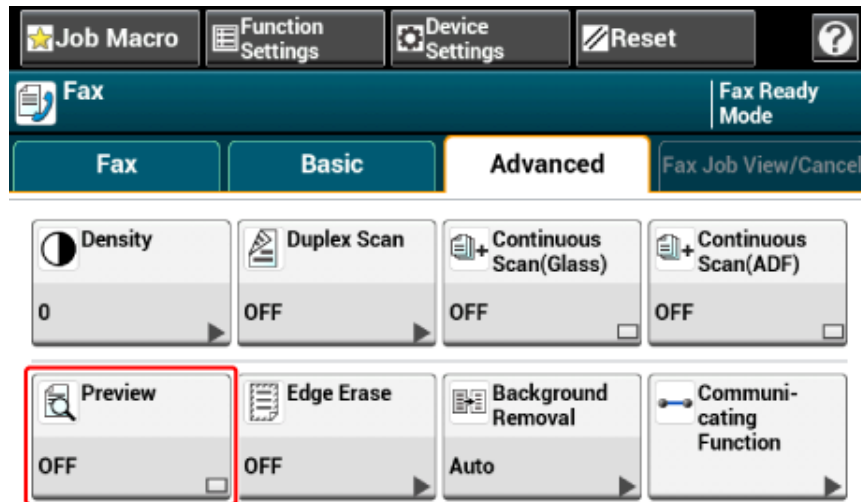 Job Macro
Function
Settings
Device
Settings
Reset
?
Fax
Fax Ready
Mode
Fax
Basic
Advanced
Fax Job View/Cancel
Density
0
Duplex Scan
OFF
Continuous
Scan(Glass)
OFF
Continuous
Scan(ADF)
OFF
Preview
OFF
Edge Erase
OFF
Background
Removal
Auto
Communi-
cating
Function